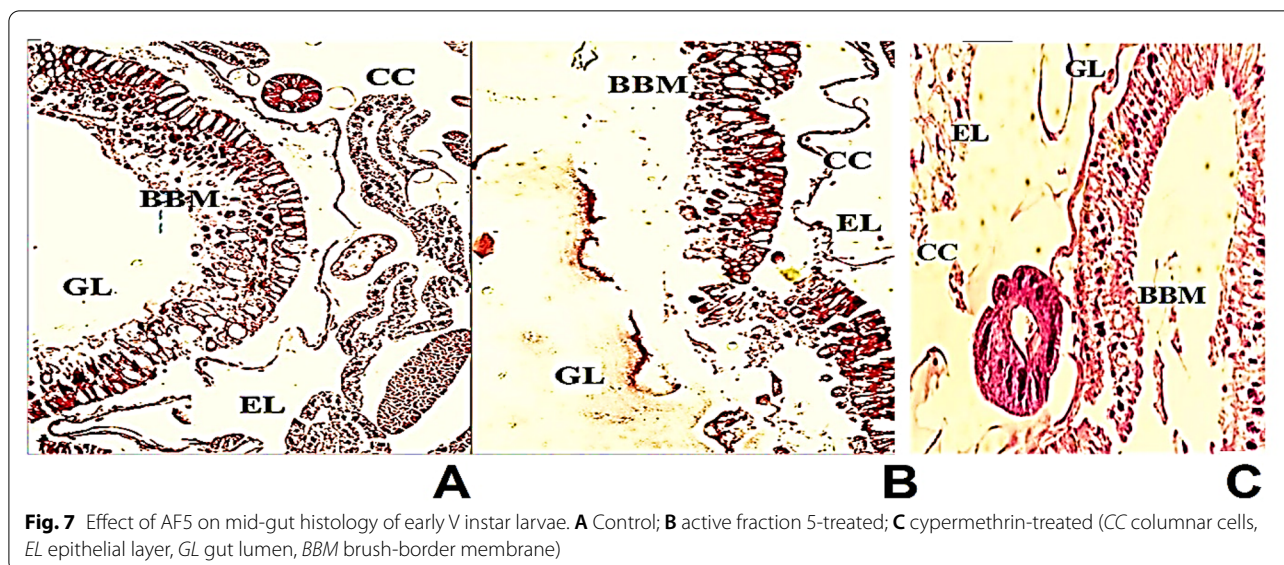 CC
BBM
GL
EL
A
BBM
CC
EL
GL
B
GL
EL
CC
BBM
C
Fig. 7 Effect of AF5 on mid-gut histology of early V instar larvae. A Control; B active fraction 5-treated; C cypermethrin-treated (CC columnar cells,
EL epithelial layer, GL gut lumen, BBM brush-border membrane)